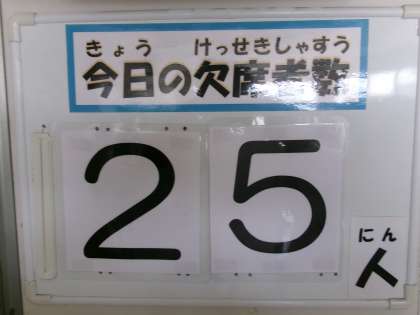 きょう けっせきしゃすう
今日の欠席者数
25
にん
人